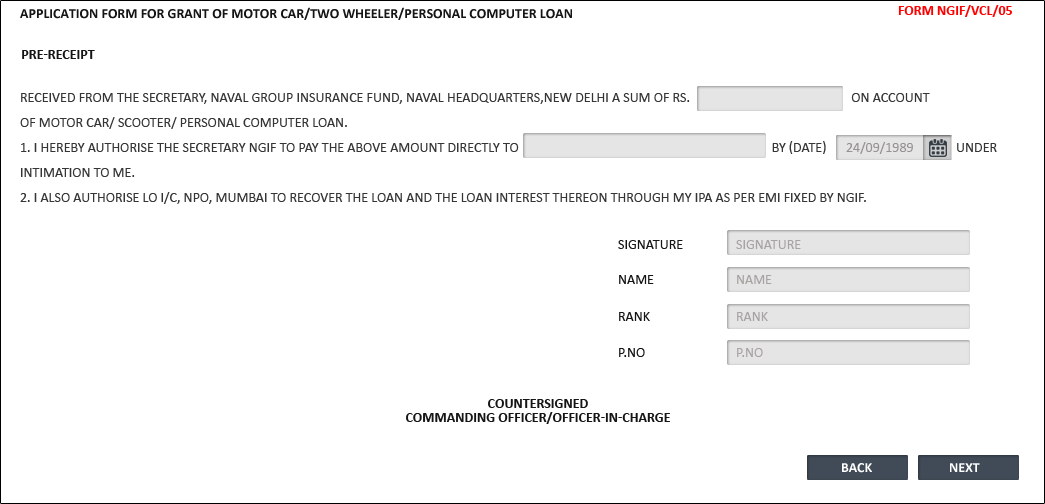 APPLICATION FORM FOR GRANT OF MOTOR CAR/TWO WHEELER/PERSONAL COMPUTER LOAN
FORM NGIF/VCL/05
PRE-RECEIPT
RECEIVED FROM THE SECRETARY, NAVAL GROUP INSURANCE FUND, NAVAL HEADQUARTERS,NEW DELHI A SUM OF RS. ON ACCOUNT
OF MOTOR CAR/ SCOOTER/ PERSONAL COMPUTER LOAN.
1. I HEREBY AUTHORISE THE SECRETARY NGIF TO PAY THE ABOVE AMOUNT DIRECTLY TO BY (DATE) 24/09/1989 UNDER
INTIMATION TO ME.
2. I ALSO AUTHORISE LO I/C, NPO, MUMBAI TO RECOVER THE LOAN AND THE LOAN INTEREST THEREON THROUGH MY IPA AS PER EMI FIXED BY NGIF.
SIGNATURE SIGNATURE
NAME NAME
RANK RANK
P.NO P.NO
COUNTERSIGNED
COMMANDING OFFICER/OFFICER-IN-CHARGE
BACK NEXT